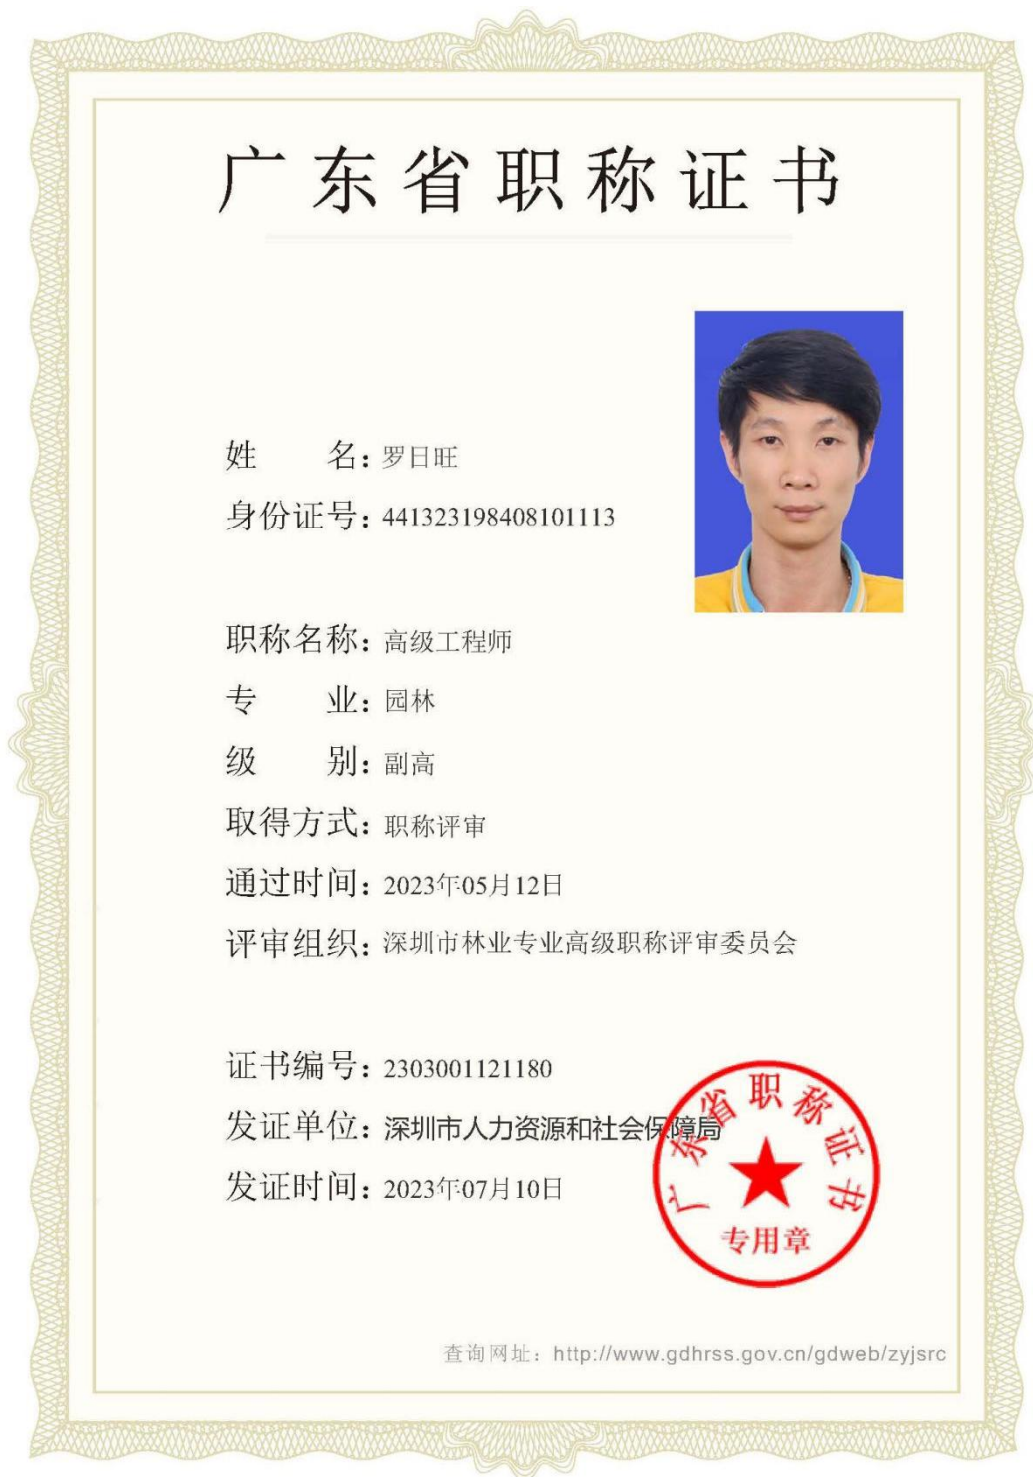 广东省职称证书
姓 名：罗日旺
身份证号：441323198408101113
职称名称：高级工程师
专 业：园林
级 别：副高
取得方式：职称评审
通过时间：2023年05月12日
评审组织：深圳市林业专业高级职称评审委员会
证书编号：2303001121180
发证单位：深圳市人力资源和社会保障局
发证时间：2023年07月10日
广东省职称证书
专用章
查询网址：http://www.gdhrss.gov.cn/gdweb/zyjsrc